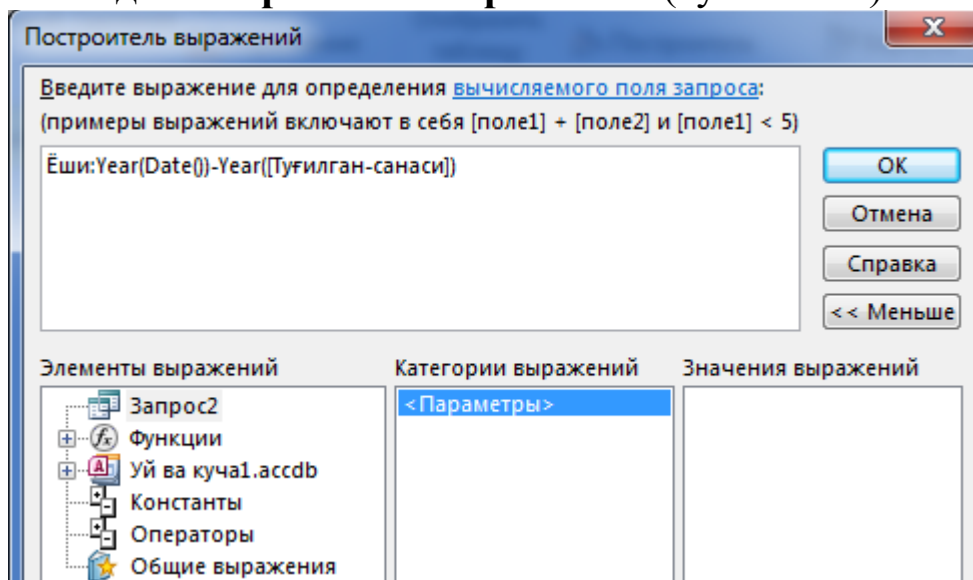 Построитель выражений
Введите выражение для определения вычисляемого поля запроса:
(примеры выражений включают в себя [поле1] + [поле2] и [поле1] < 5)
Ёши:Year(Date())-Year([Туғилган-санаси])
ОК
Отмена
Справка
<< Меньше
Элементы выражений
Категории выражений
Значения выражений
Запрос2
<Параметры>
Функции
Уй ва куча1.accdb
Константы
Операторы
Общие выражения